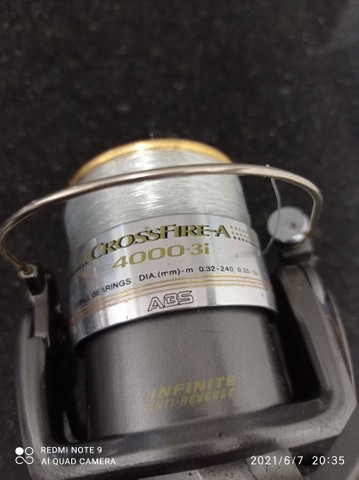 CROSSFIRE-A
4000-3i
BEARINGS DIA.(mm)-m 0.32-240 0.35
ABS
INFINITE
ANTI-REVERSE
REDMI NOTE 9
AI QUAD CAMERA
2021/6/7 20:35